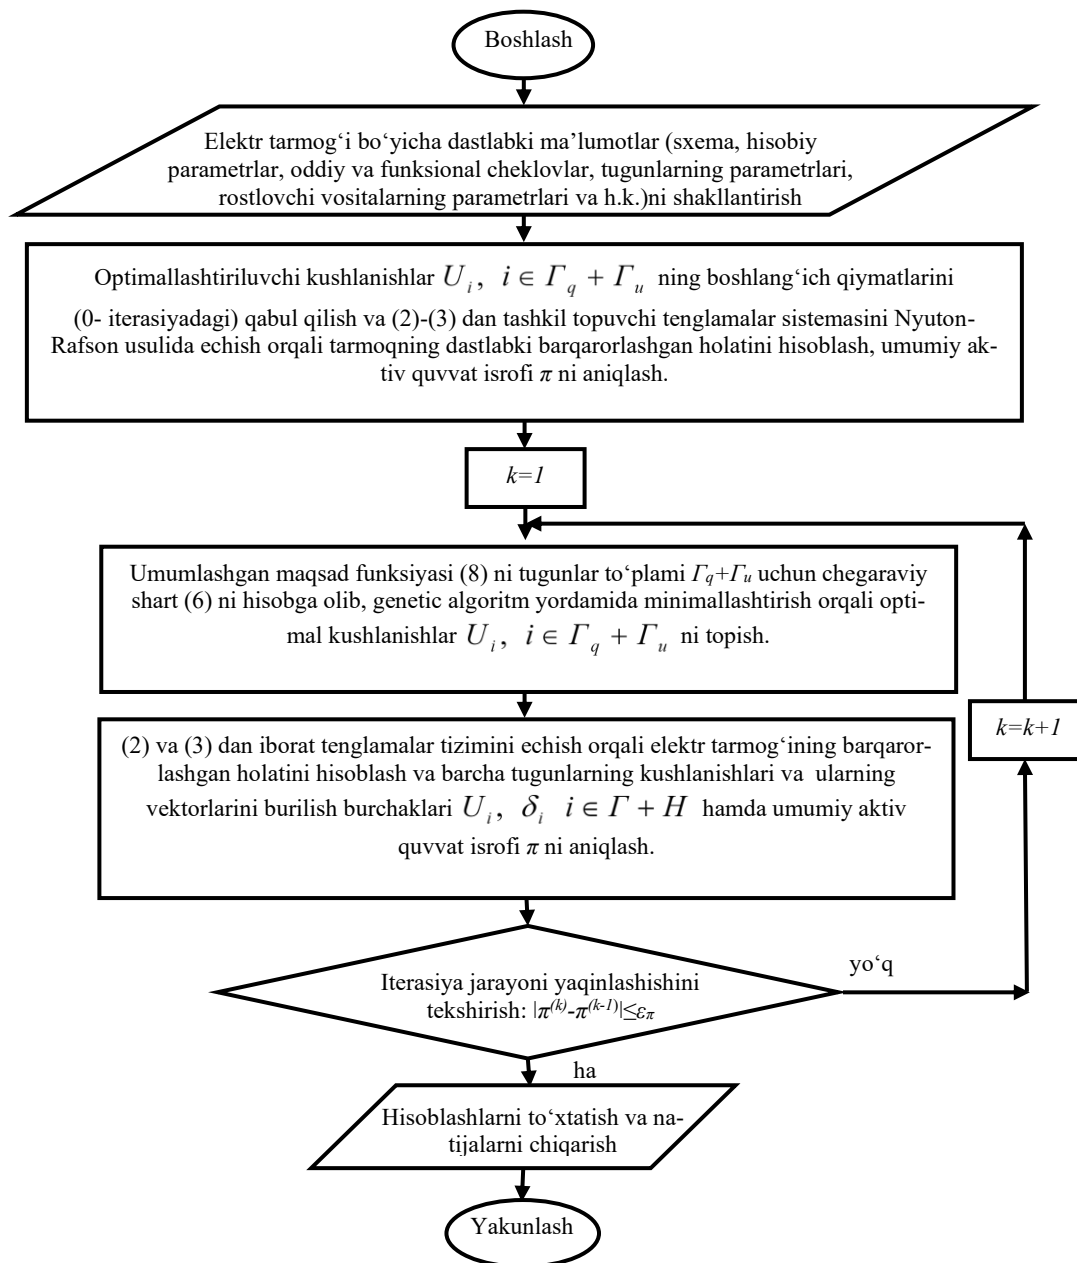 Boshlash
Elektr tarmog‘i bo‘yicha dastlabki ma’lumotlar (sxema, hisobiy
parametrlar, oddiy va funksional cheklovlar, tugunlarning parametrlari,
rostlovchi vositalarning parametrlari va h.k.)ni shakllantirish
Optimallashtiriluvchi kushlanishlar U_i, i ∈ Γ_q + Γ_u ning boshlang‘ich qiymatlarini
(0- iterasiyadagi) qabul qilish va (2)-(3) dan tashkil topuvchi tenglamalar sistemasini Nyuton-
Rafson usulida echish orqali tarmoqning dastlabki barqarorlashgan holatini hisoblash, umumiy ak-
tiv quvvat isrofi π ni aniqlash.
k=1
Umumlashgan maqsad funksiyasi (8) ni tugunlar to‘plami Γ_q+Γ_u uchun chegaraviy
shart (6) ni hisobga olib, genetic algoritm yordamida minimallashtirish orqali opti-
mal kushlanishlar U_i, i ∈ Γ_q + Γ_u ni topish.
(2) va (3) dan iborat tenglamalar tizimini echish orqali elektr tarmog‘ining barqaror-
lashgan holatini hisoblash va barcha tugunlarning kushlanishlari va ularning
vektorlarini burilish burchaklari U_i, δ_i i ∈ Γ + H hamda umumiy aktiv
quvvat isrofi π ni aniqlash.
k=k+1
Iterasiya jarayoni yaqinlashishini
tekshirish: |π^(k)-π^(k-1)|≤ε_π
yo‘q
ha
Hisoblashlarni to‘xtatish va na-
tijalarni chiqarish
Yakunlash